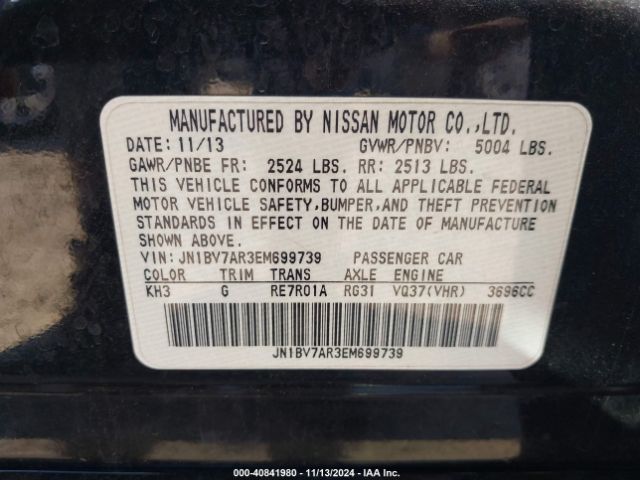 MANUFACTURED BY NISSAN MOTOR CO.,LTD.
DATE: 11/13 GVWR/PNBV: 5004 LBS.
GAWR/PNBE FR: 2524 LBS. RR: 2513 LBS.
THIS VEHICLE CONFORMS TO ALL APPLICABLE FEDERAL
MOTOR VEHICLE SAFETY,BUMPER,AND THEFT PREVENTION
STANDARDS IN EFFECT ON THE DATE OF MANUFACTURE
SHOWN ABOVE.
VIN: JN1BV7AR3EM699739 PASSENGER CAR
COLOR TRIM TRANS AXLE ENGINE
KH3 G RE7R01A RG31 VQ37(VHR) 3696CC
JN1BV7AR3EM699739
000-40841980 - 11/13/2024 - IAA Inc.